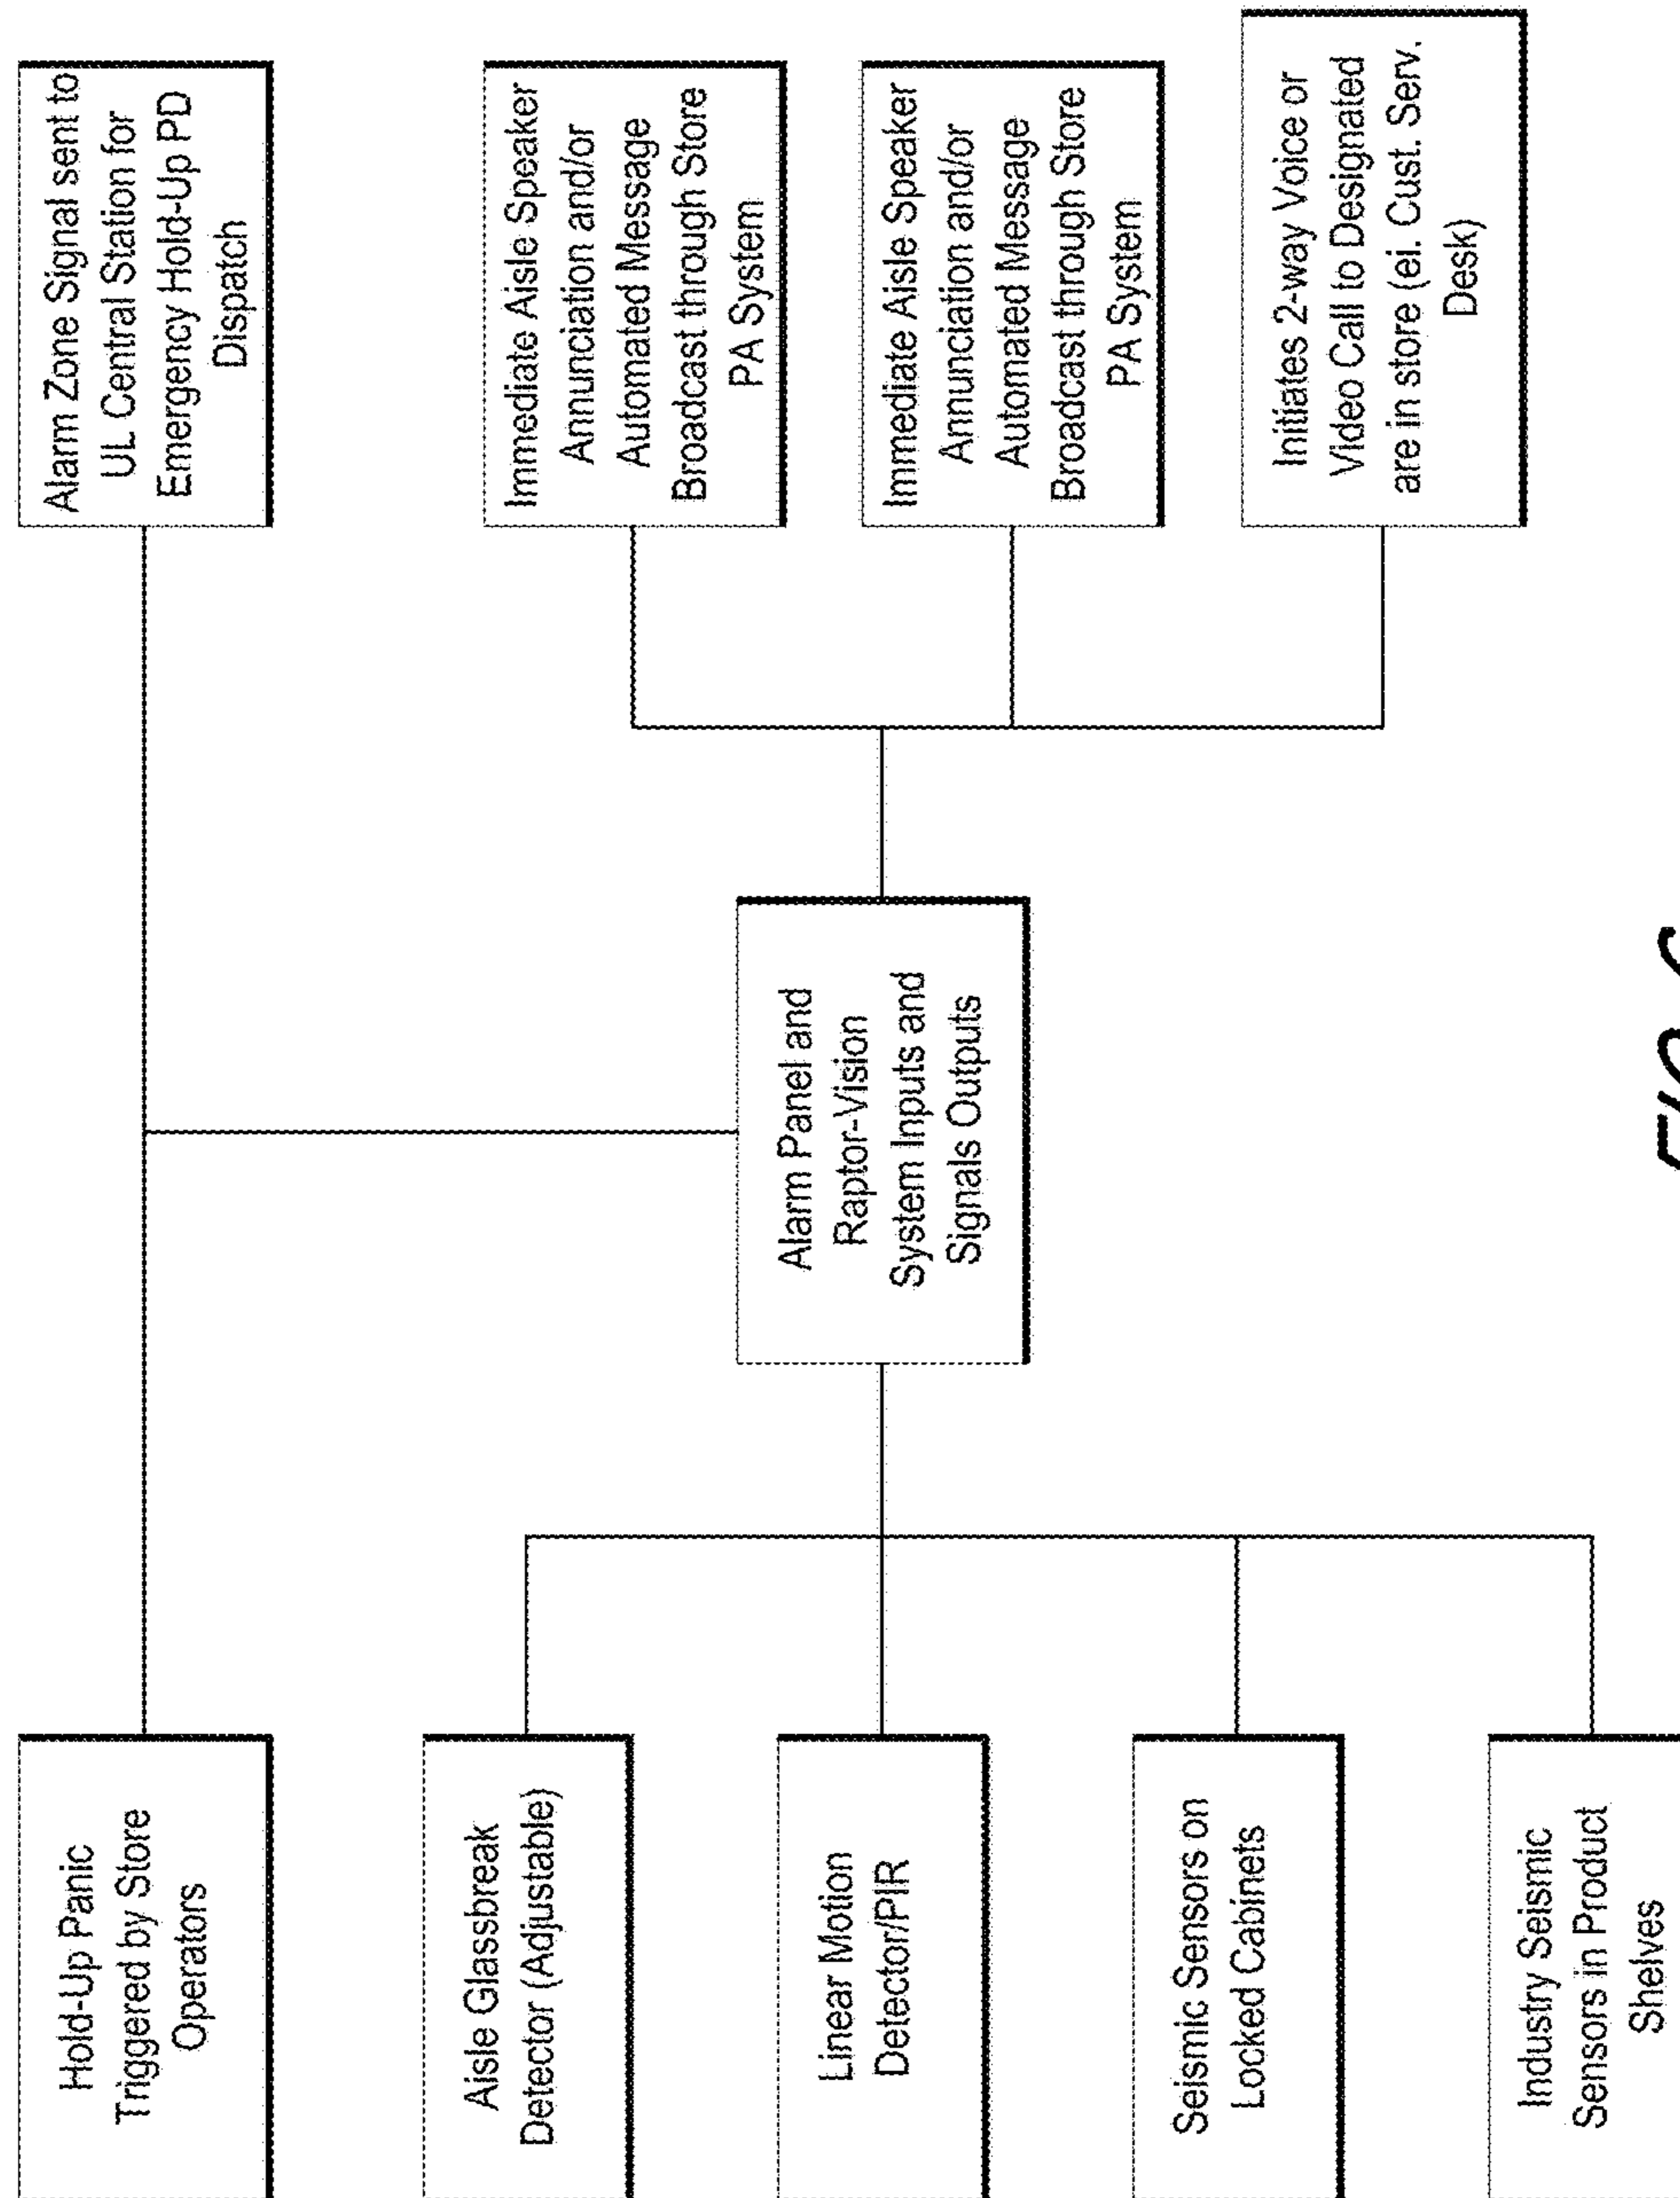 Hold-Up Panic
Triggered by Store
Operators
Alarm Zone Signal sent to
UL Central Station for
Emergency Hold-Up PD
Dispatch
Aisle Glassbreak
Detector (Adjustable)
Linear Motion
Detector/PIR
Seismic Sensors on
Locked Cabinets
Industry Seismic
Sensors in Product
Shelves
Alarm Panel and
Raptor-Vision
System Inputs and
Signals Outputs
Immediate Aisle Speaker
Annunciation and/or
Automated Message
Broadcast through Store
PA System
Immediate Aisle Speaker
Annunciation and/or
Automated Message
Broadcast through Store
PA System
Initiates 2-way Voice or
Video Call to Designated
are in store (ei. Cust. Serv.
Desk)